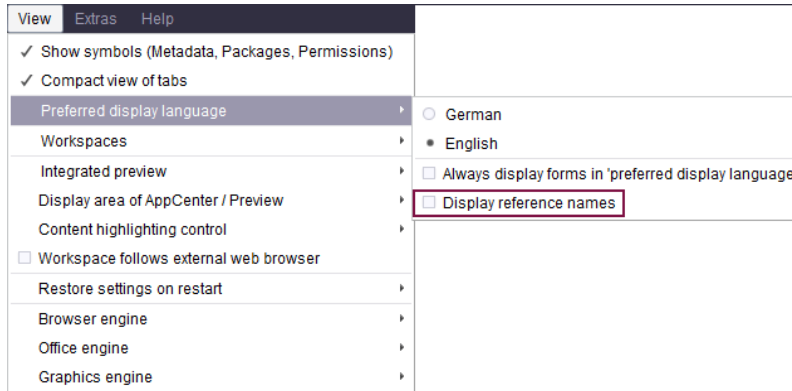 View Extras Help
Show symbols (Metadata, Packages, Permissions)
Compact view of tabs
Preferred display language
Workspaces
Integrated preview
Display area of AppCenter / Preview
Content highlighting control
Workspace follows external web browser
Restore settings on restart
Browser engine
Office engine
Graphics engine
German
English
Always display forms in 'preferred display language
Display reference names